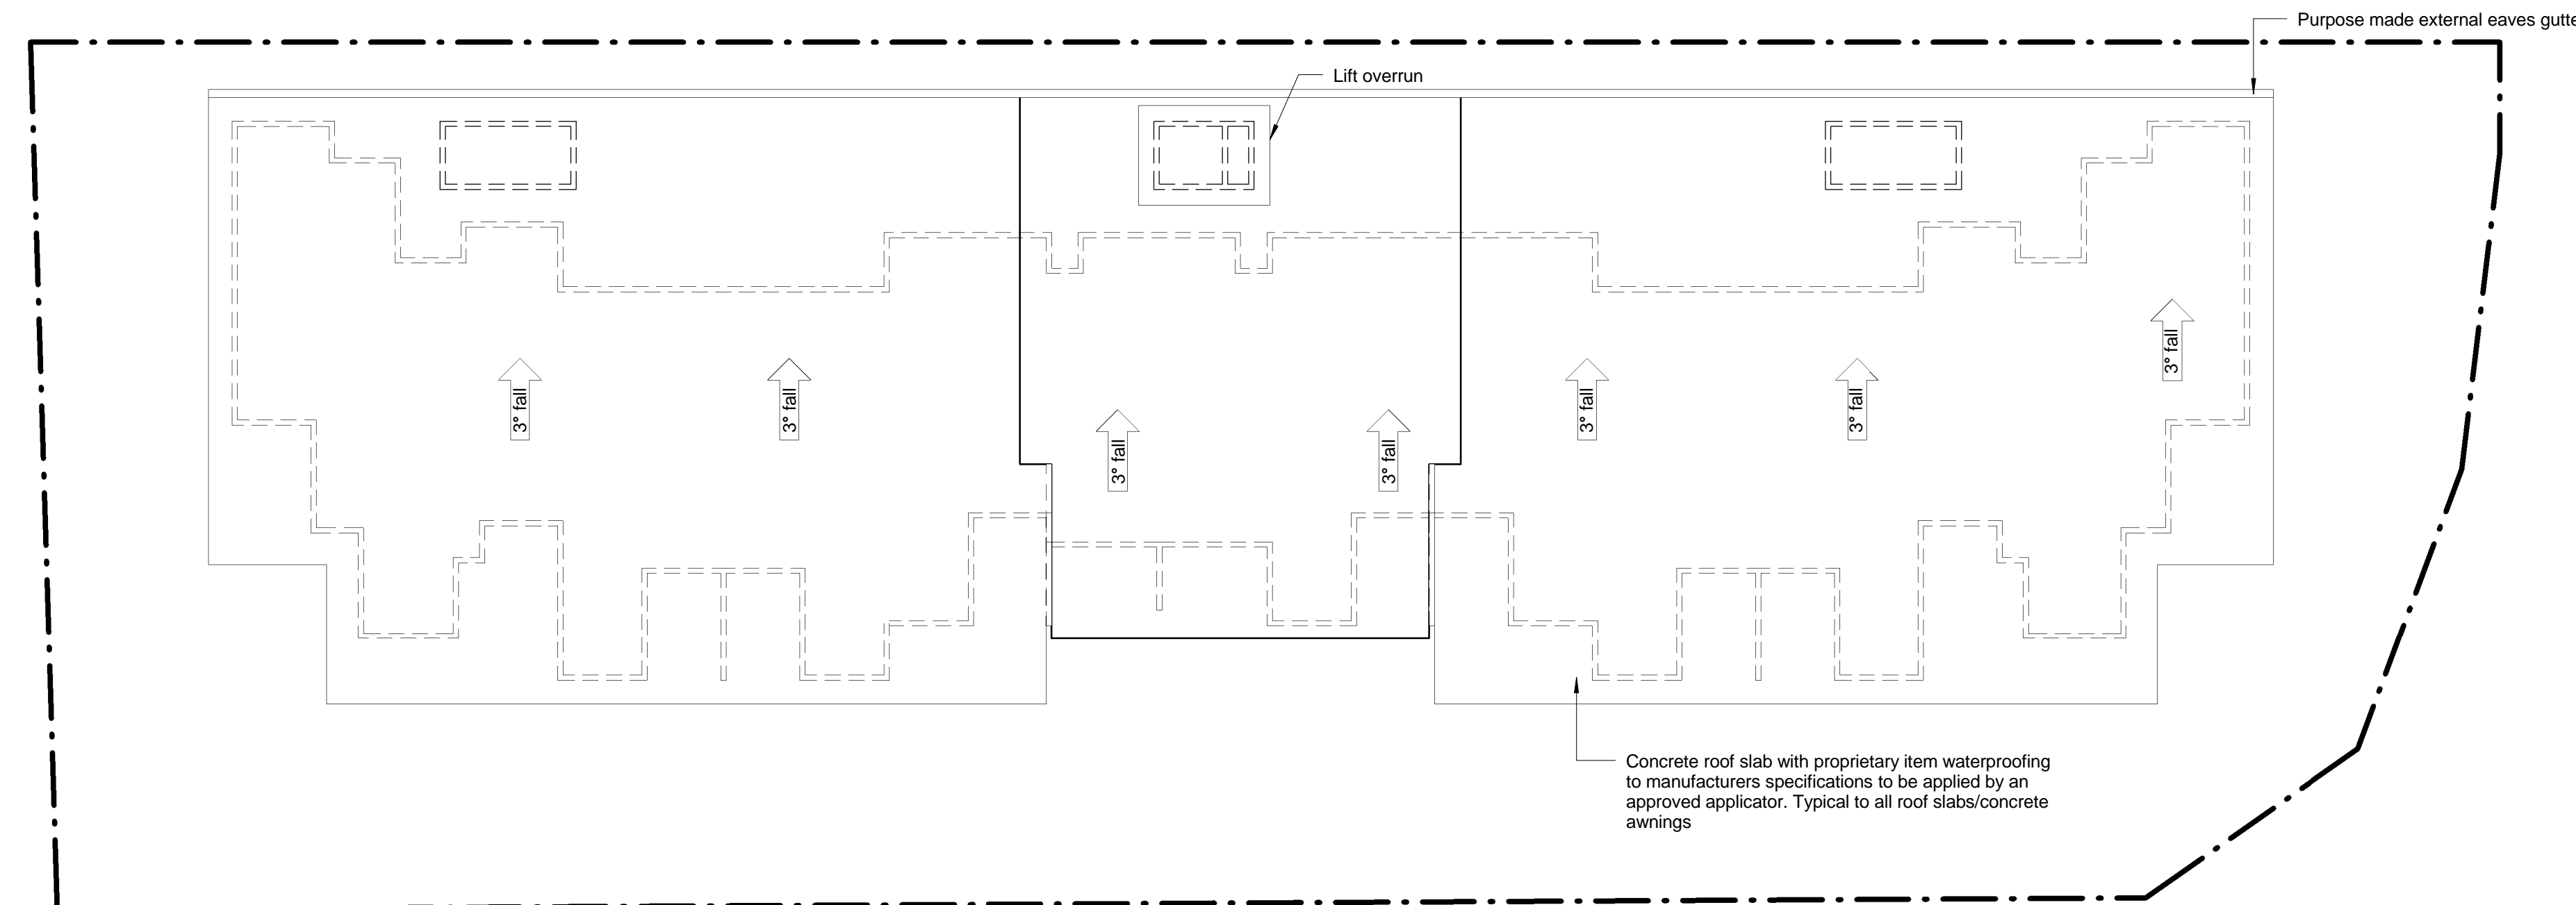 Purpose made external eaves
Lift overrun
3° fall
3° fall
3° fall
3° fall
3° fall
3° fall
3° fall
Concrete roof slab with proprietary item waterproofing
to manufacturers specifications to be applied by an
approved applicator. Typical to all roof slabs/concrete
awnings